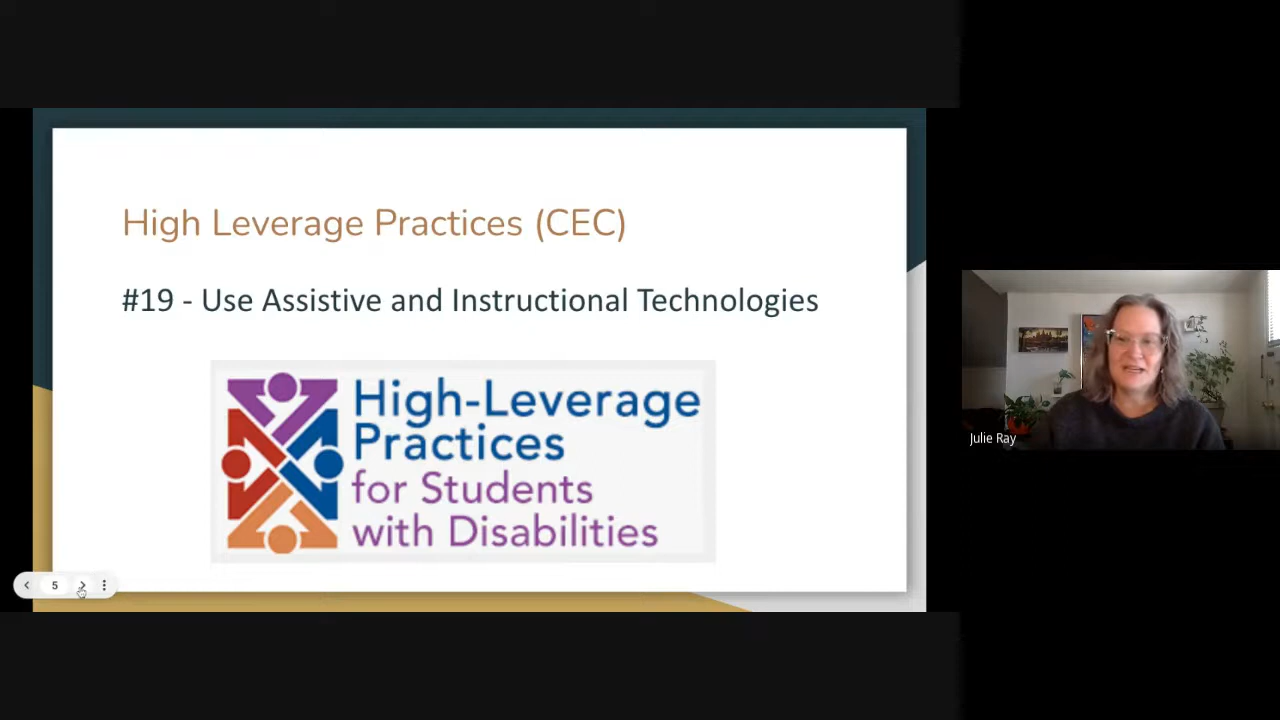 High Leverage Practices (CEC)
#19 - Use Assistive and Instructional Technologies
High-Leverage
Practices
for Students
with Disabilities
5
Julie Ray